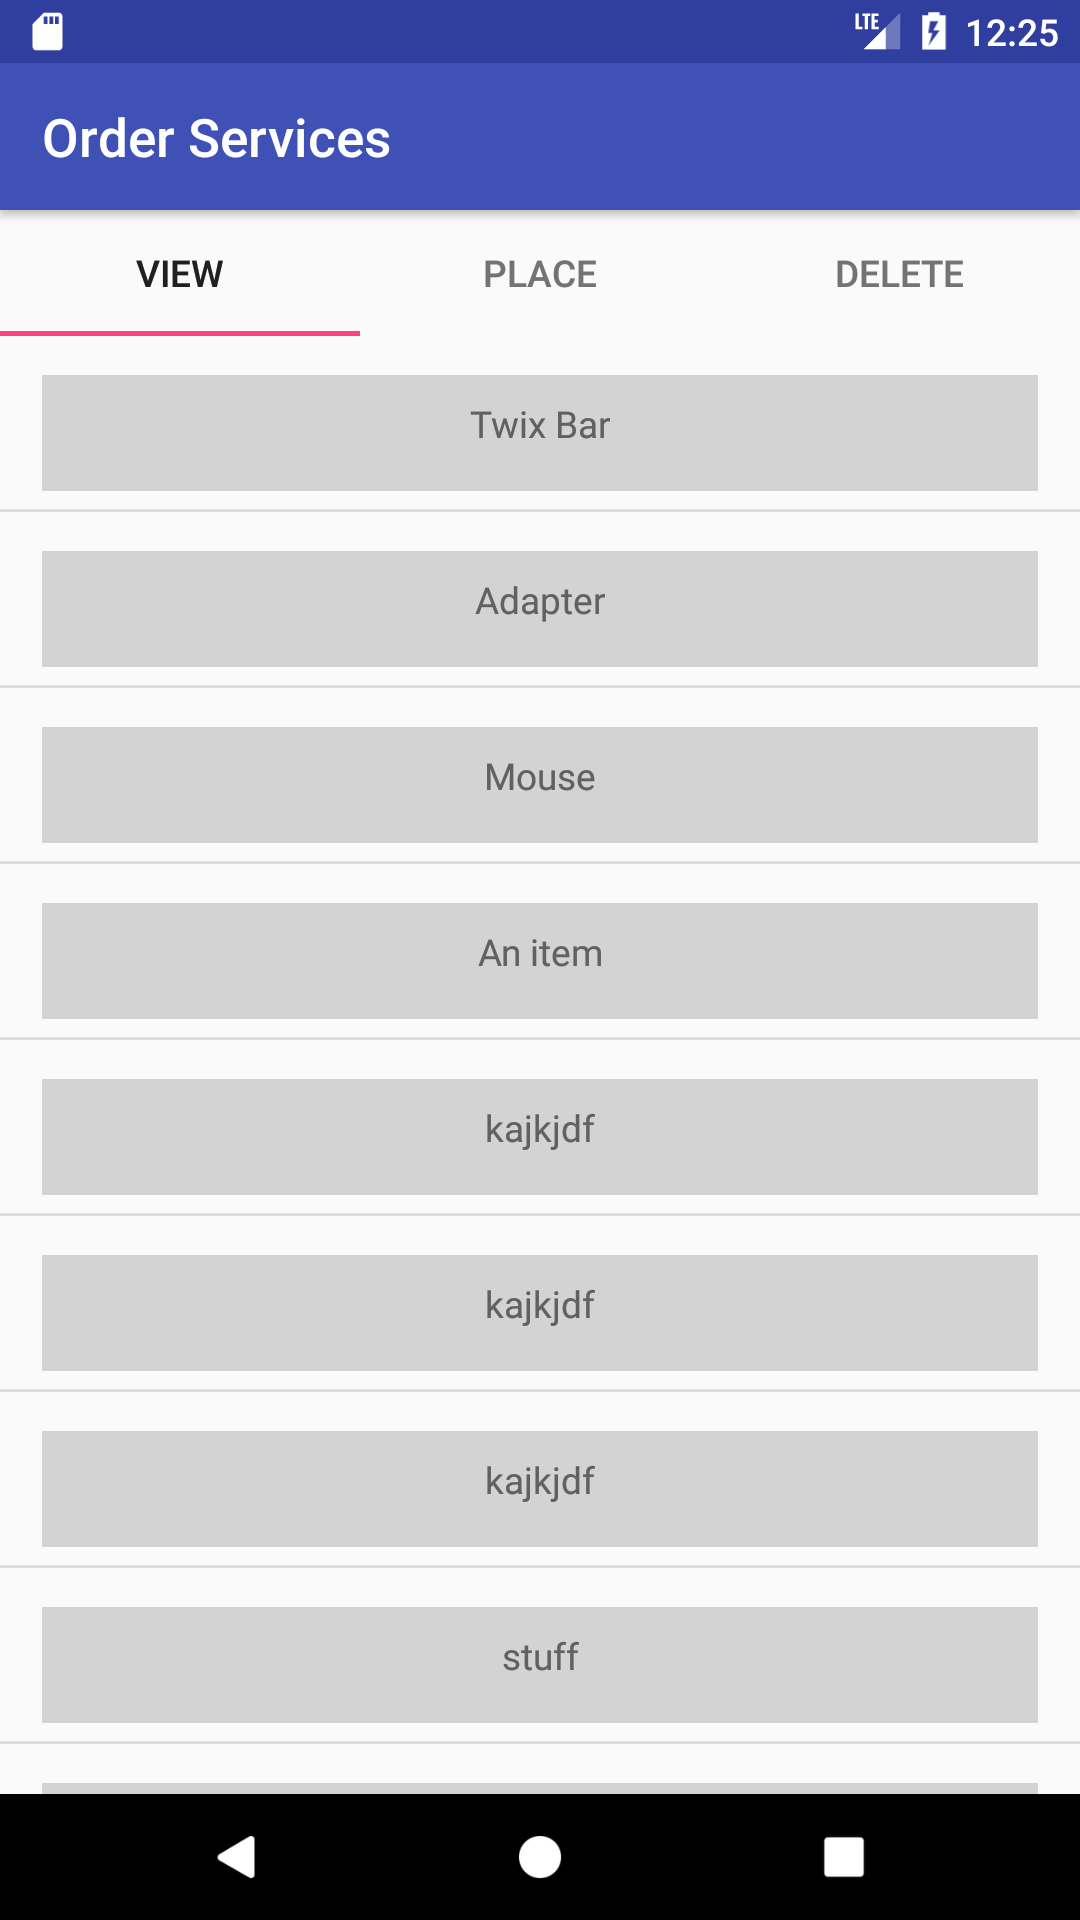 LTE 12:25
Order Services
VIEW PLACE DELETE
Twix Bar
Adapter
Mouse
An item
kajkjdf
kajkjdf
kajkjdf
stuff